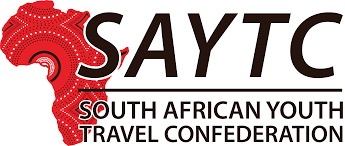 SAYTC
SOUTH AFRICAN YOUTH
TRAVEL CONFEDERATION